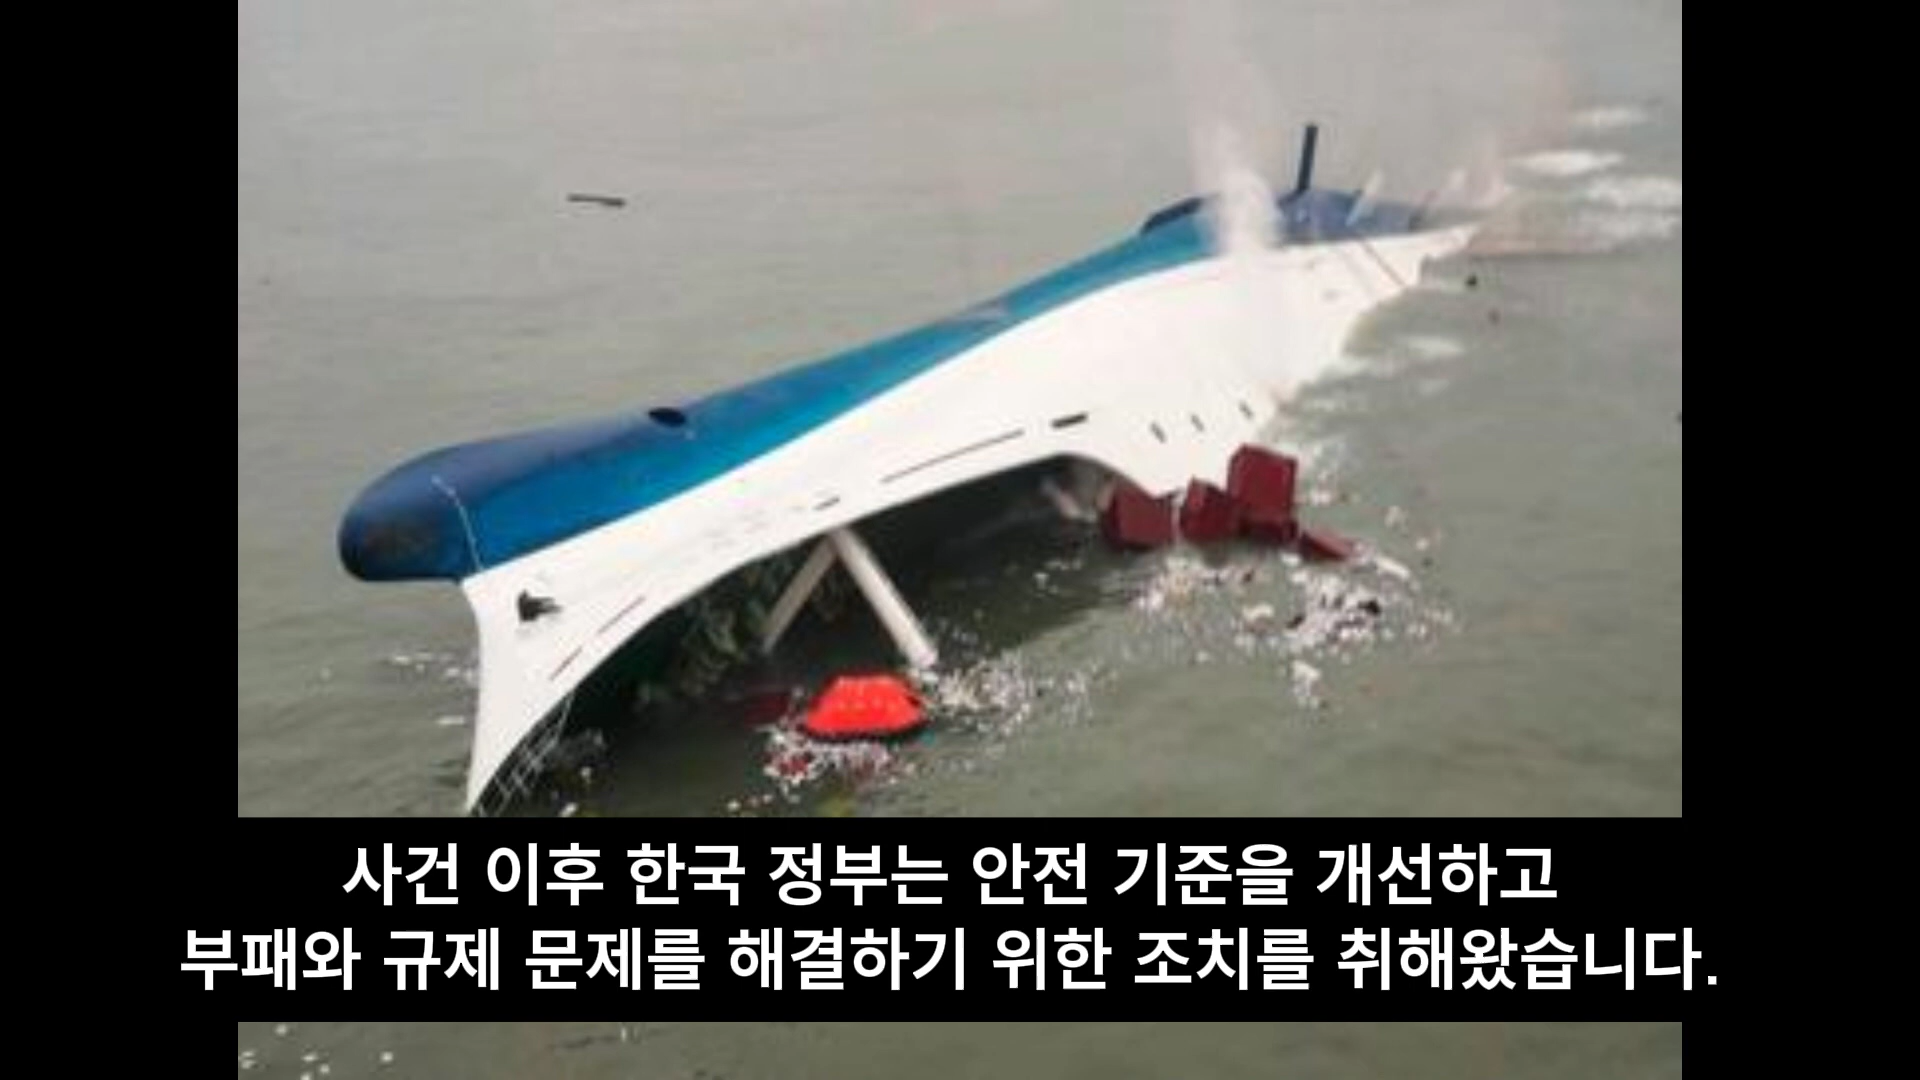 사건 이후 한국 정부는 안전 기준을 개선하고
부패와 규제 문제를 해결하기 위한 조치를 취해왔습니다.